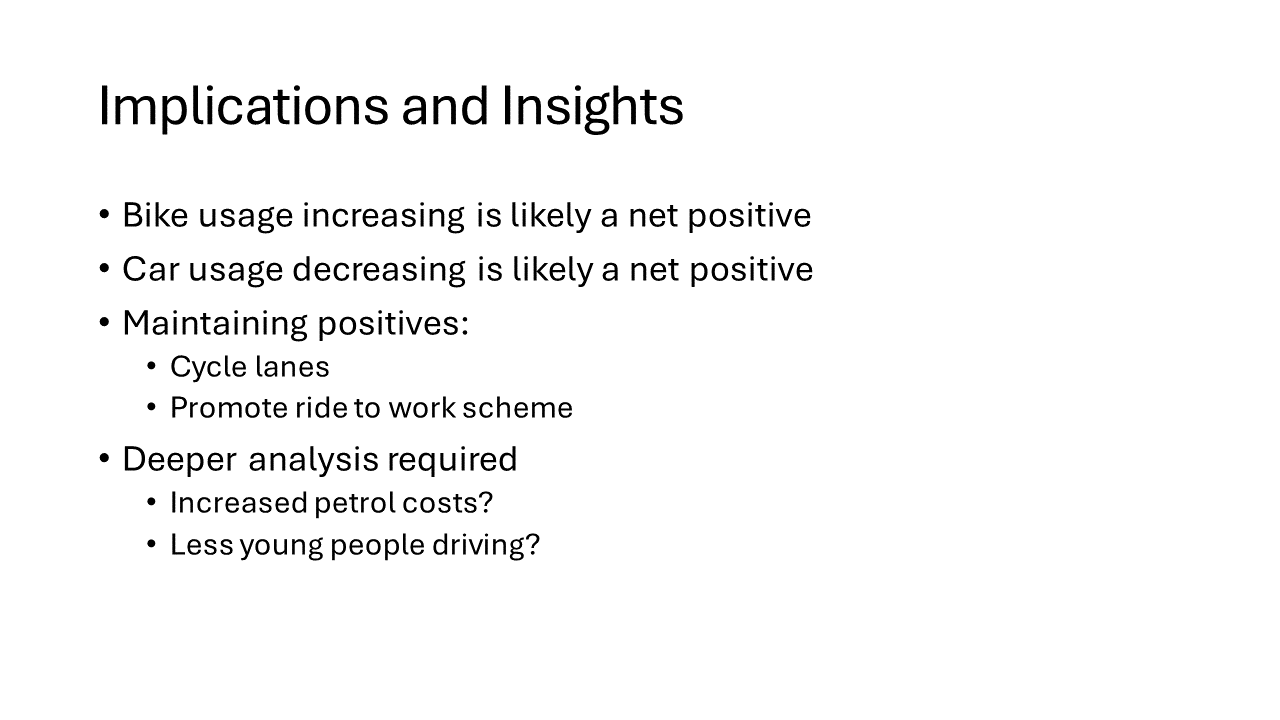 Implications and Insights
• Bike usage increasing is likely a net positive
• Car usage decreasing is likely a net positive
• Maintaining positives:
• Cycle lanes
• Promote ride to work scheme
• Deeper analysis required
• Increased petrol costs?
• Less young people driving?